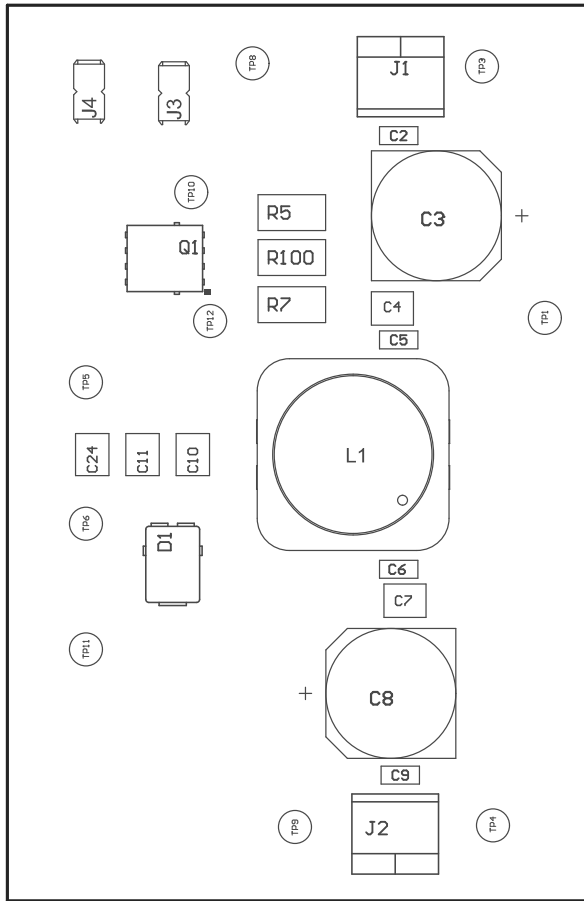 TP8
J1
TP3
J4
J3
C2
TP10
R5
C3
+
Q1
R100
R7
C4
TP12
TP1
C5
TP5
L1
C24
C11
C10
TP6
D1
C6
C7
TP11
+
C8
C9
TP9
J2
TP4